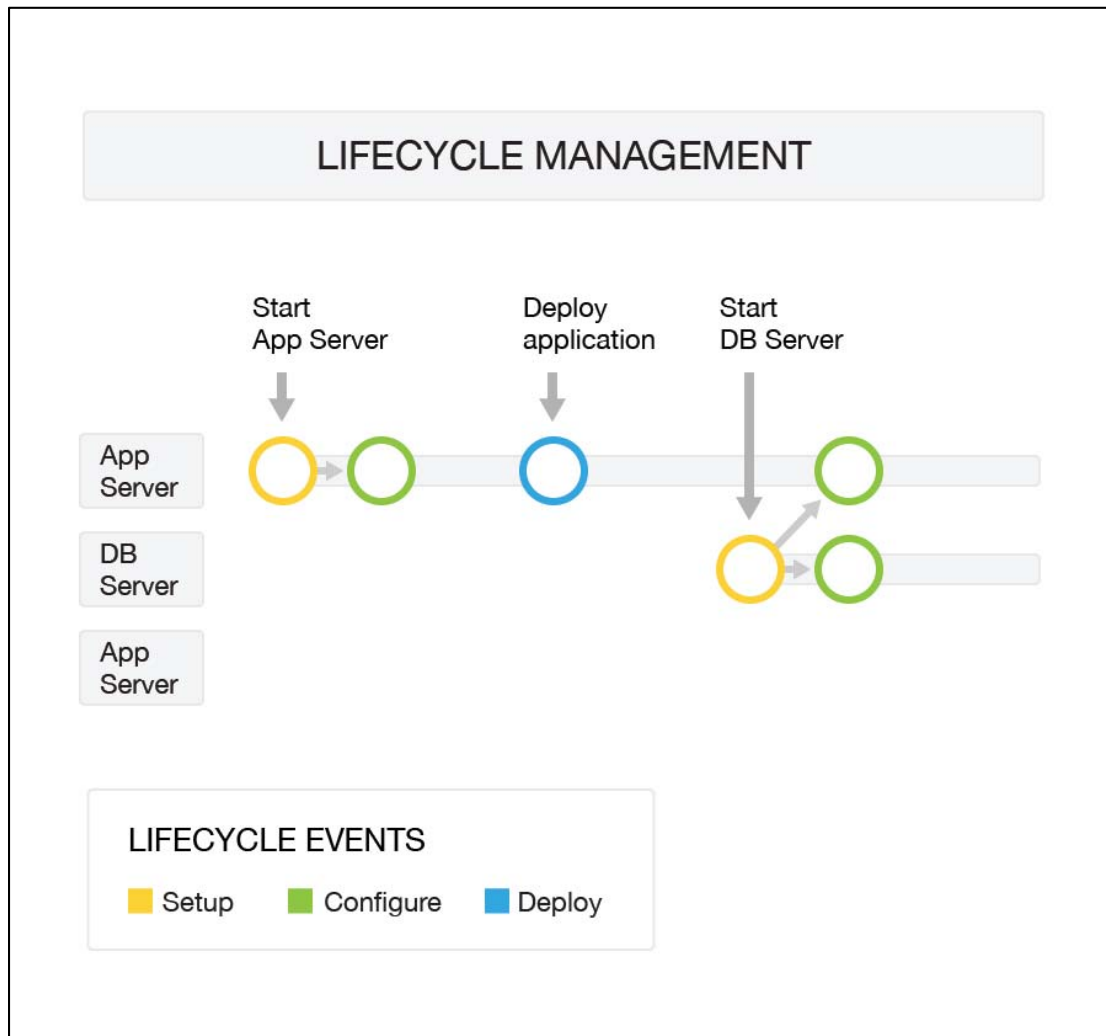 LIFECYCLE MANAGEMENT
Start
App Server
Deploy
application
Start
DB Server
App
Server
DB
Server
App
Server
LIFECYCLE EVENTS
Setup
Configure
Deploy